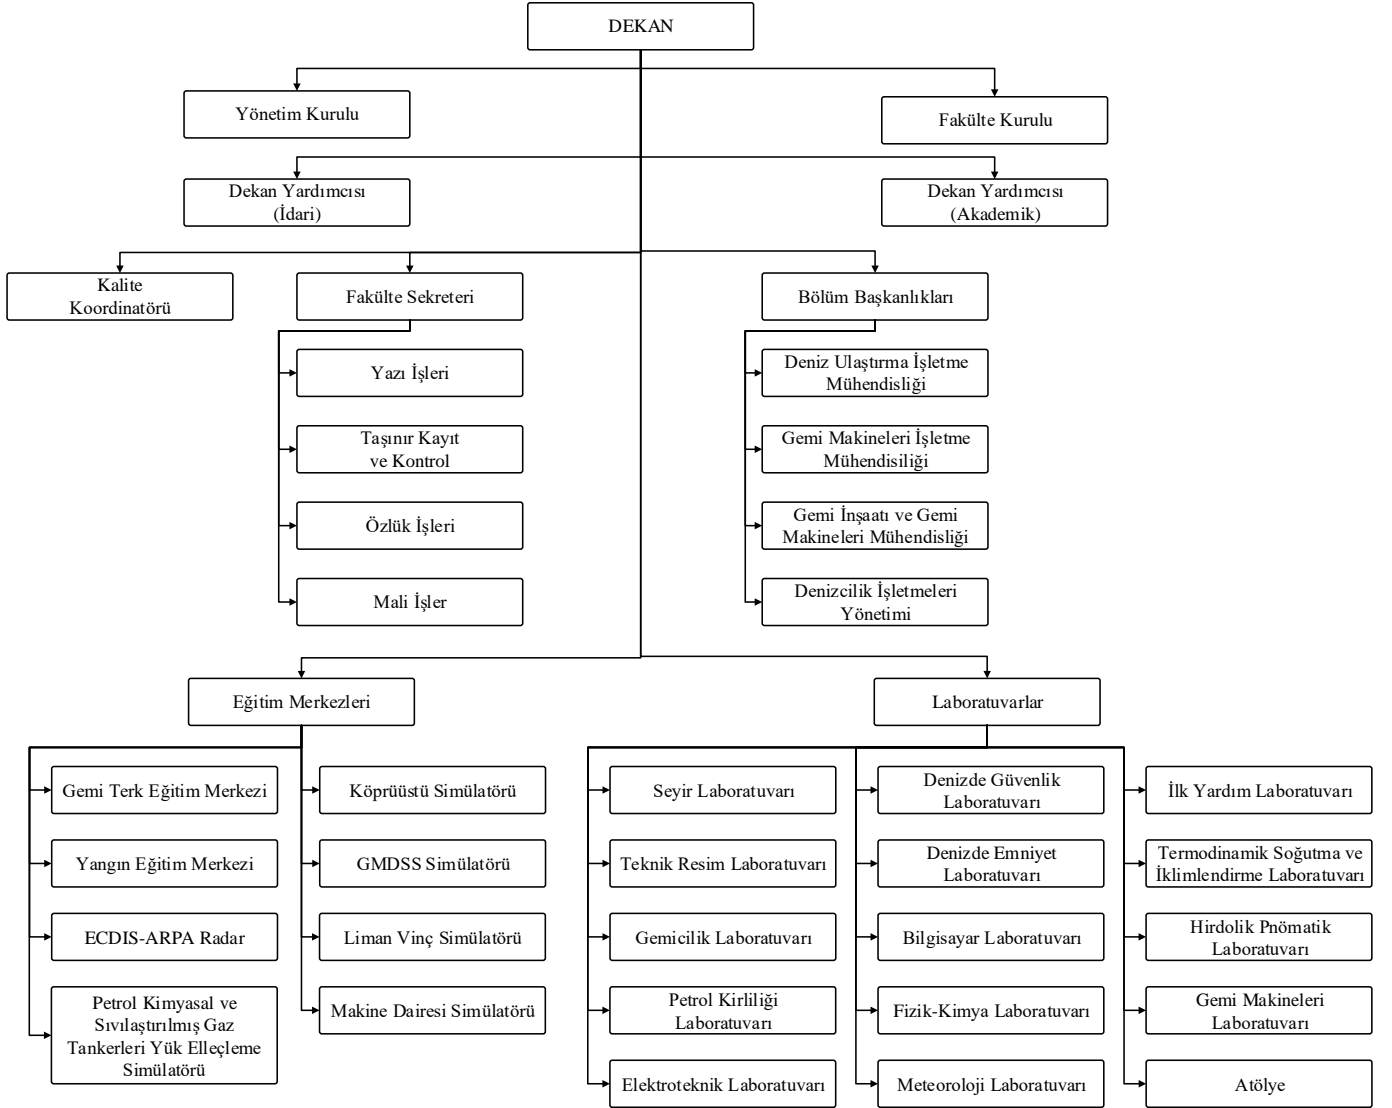 DEKAN
Yönetim Kurulu
Fakülte Kurulu
Dekan Yardımcısı
(İdari)
Dekan Yardımcısı
(Akademik)
Kalite
Koordinatörü
Fakülte Sekreteri
Bölüm Başkanlıkları
Yazı İşleri
Taşınır Kayıt
ve Kontrol
Özlük İşleri
Mali İşler
Deniz Ulaştırma İşletme
Mühendisliği
Gemi Makineleri İşletme
Mühendisiliği
Gemi İnşaatı ve Gemi
Makineleri Mühendisliği
Denizcilik İşletmeleri
Yönetimi
Eğitim Merkezleri
Laboratuvarlar
Gemi Terk Eğitim Merkezi
Yangın Eğitim Merkezi
ECDIS-ARPA Radar
Petrol Kimyasal ve
Sıvılaştırılmış Gaz
Tankerleri Yük Elleçleme
Simülatörü
Köprüüstü Simülatörü
GMDSS Simülatörü
Liman Vinç Simülatörü
Makine Dairesi Simülatörü
Seyir Laboratuvarı
Teknik Resim Laboratuvarı
Gemicilik Laboratuvarı
Petrol Kirliliği
Laboratuvarı
Elektroteknik Laboratuvarı
Denizde Güvenlik
Laboratuvarı
Denizde Emniyet
Laboratuvarı
Bilgisayar Laboratuvarı
Fizik-Kimya Laboratuvarı
Meteoroloji Laboratuvarı
İlk Yardım Laboratuvarı
Termodinamik Soğutma ve
İklimlendirme Laboratuvarı
Hirdolik Pnömatik
Laboratuvarı
Gemi Makineleri
Laboratuvarı
Atölye